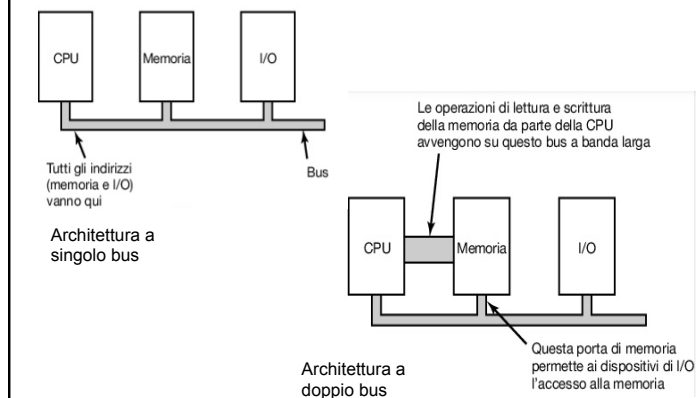 CPU
Memoria
I/O
Tutti gli indirizzi
(memoria e I/O)
vanno qui
Bus
Architettura a
singolo bus
Le operazioni di lettura e scrittura
della memoria da parte della CPU
avvengono su questo bus a banda larga
CPU
Memoria
I/O
Questa porta di memoria
permette ai dispositivi di I/O
l'accesso alla memoria
Architettura a
doppio bus